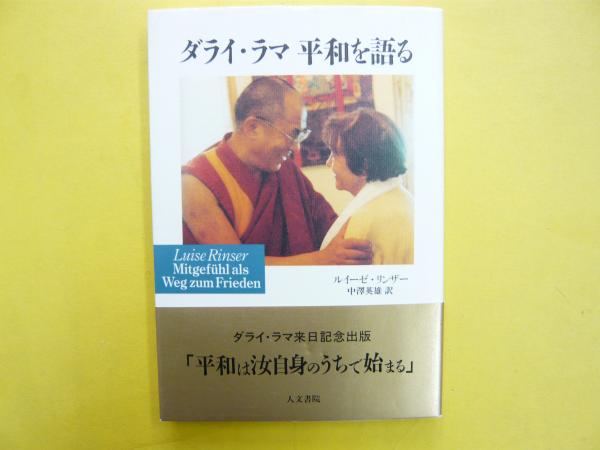 ダライ・ラマ 平和を語る
Luise Rinser
Mitgefühl als
Weg zum Frieden
ルイーゼ・リンザー
中澤英雄 訳
ダライ・ラマ来日記念出版
「平和は汝自身のうちで始まる」
人文書院